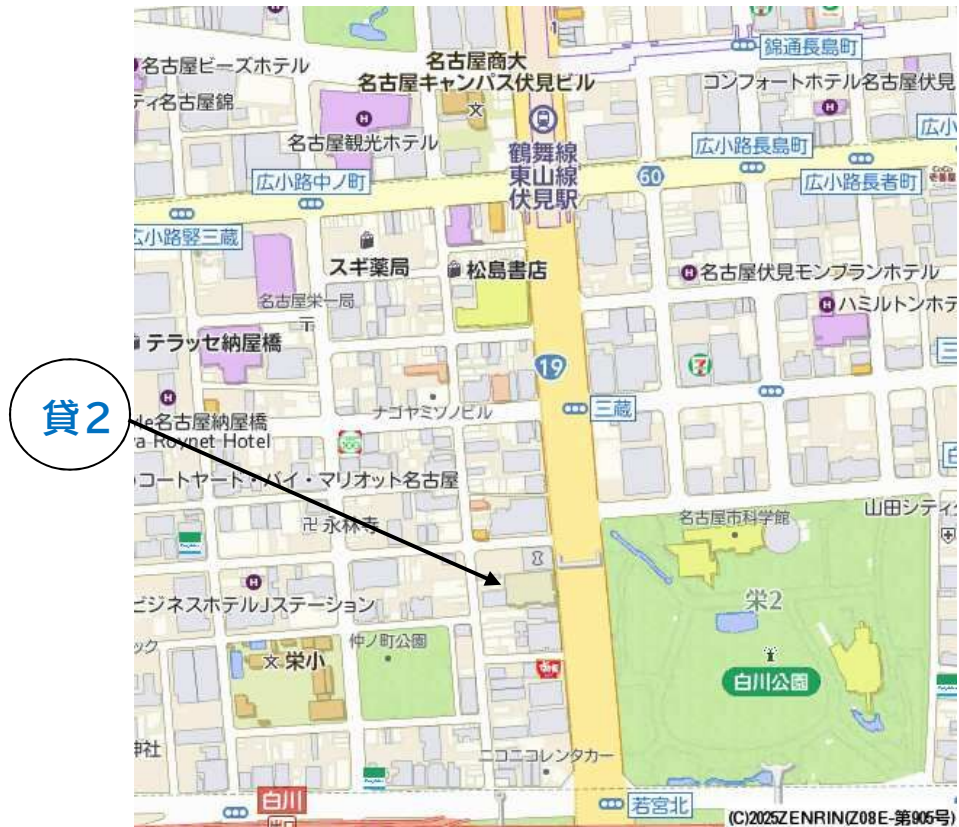 錦通長島町
名古屋ビーズホテル
名古屋商大
名古屋キャンパス伏見ビル
コンフォートホテル名古屋伏見
ティ名古屋錦
文
名古屋観光ホテル
鶴舞線
東山線
伏見駅
60
広小路長島町
広小
広小路中ノ町
広小路長者町
広小路竪三蔵
スギ薬局
松島書店
名古屋伏見モンブランホテル
名古屋栄一局
ハミルトンホテ
テラッセ納屋橋
三
19
三蔵
貸2
名古屋納屋橋
ナゴヤミソノビル
Roynet Hotel
コートヤード・バイ・マリオット名古屋
白
卍 永林寺
名古屋市科学館
山田シティ
栄2
ビジネスホテルJステーション
仲ノ町公園
文 栄小
白川公園
ック
ニコニコレンタカー
神社
白川
出口
若宮北
(C)2025ZENRIN(Z08E-第905号)